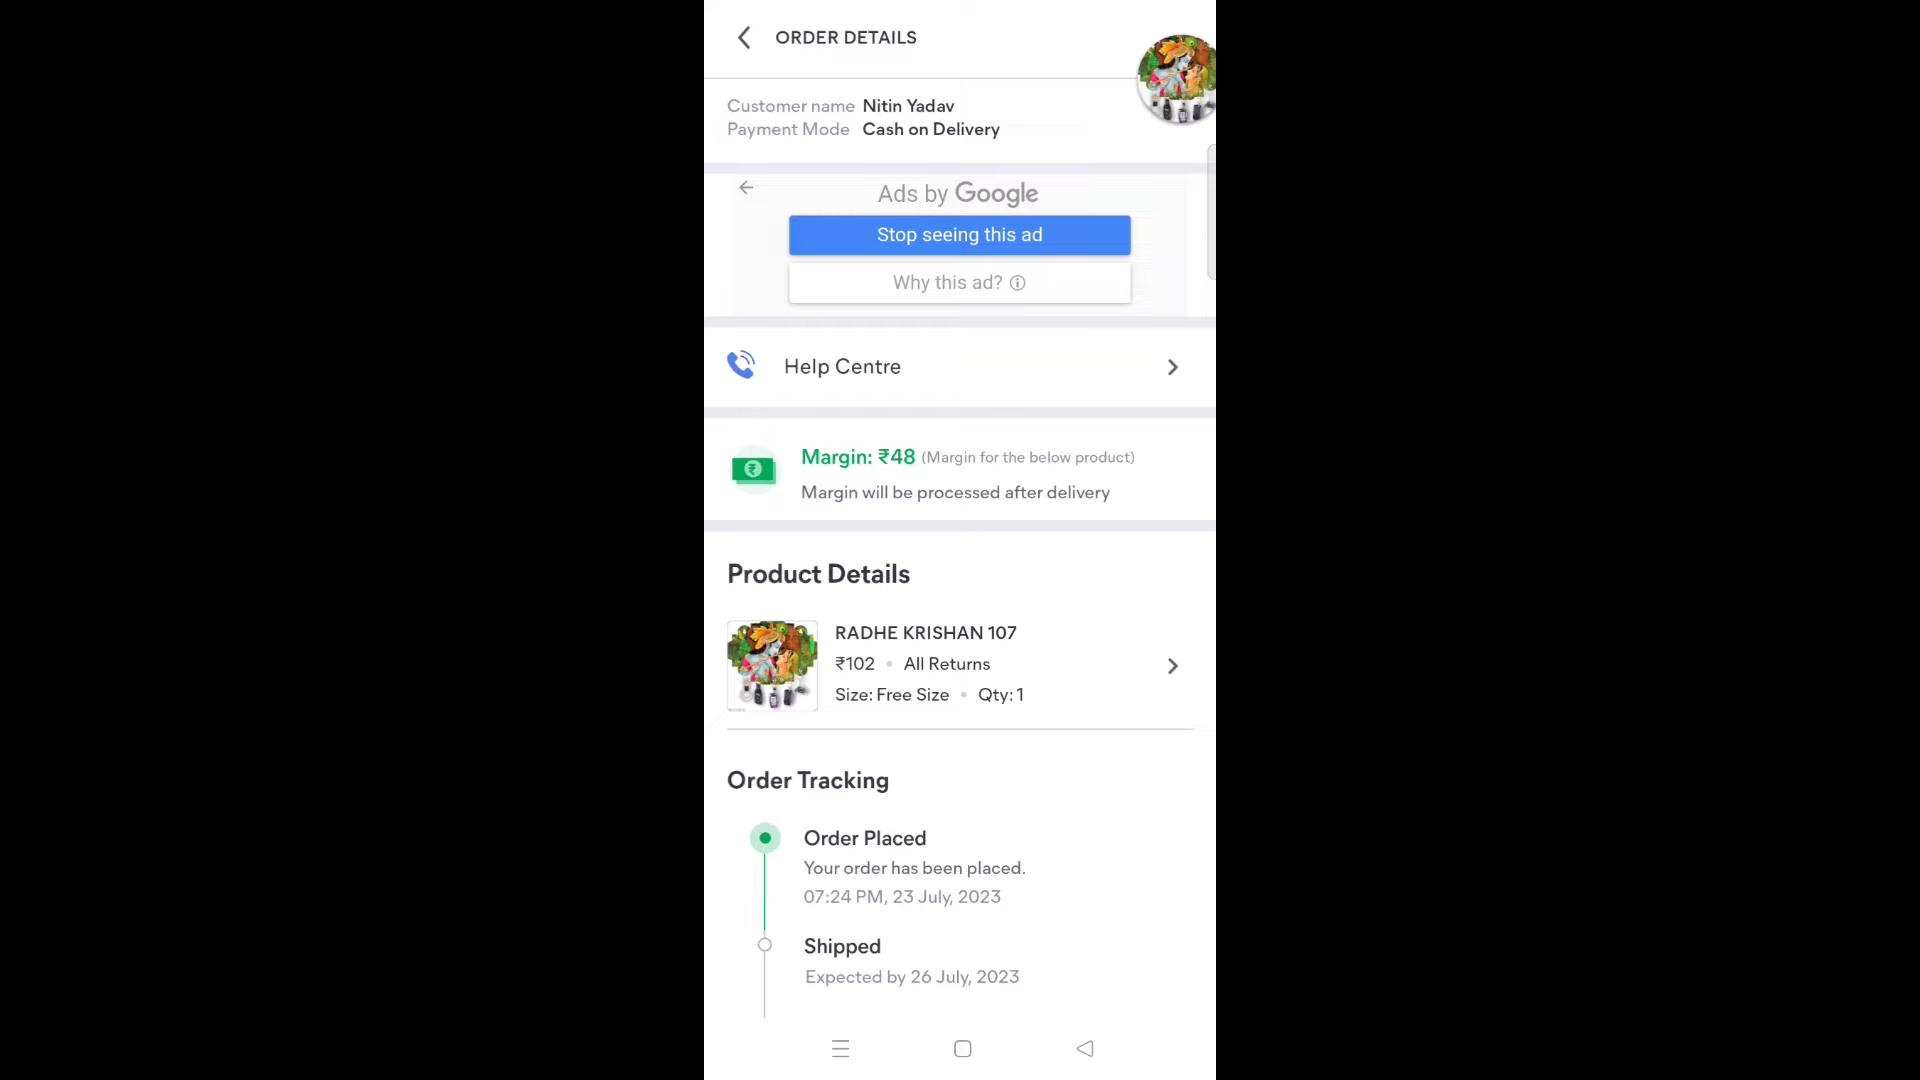 ORDER DETAILS
Customer name Nitin Yadav
Payment Mode Cash on Delivery
Ads by Google
Stop seeing this ad
Why this ad?
Help Centre
Margin: ₹48 (Margin for the below product)
Margin will be processed after delivery
Product Details
RADHE KRISHAN 107
₹102 • All Returns
Size: Free Size • Qty: 1
Order Tracking
Order Placed
Your order has been placed.
07:24 PM, 23 July, 2023
Shipped
Expected by 26 July, 2023